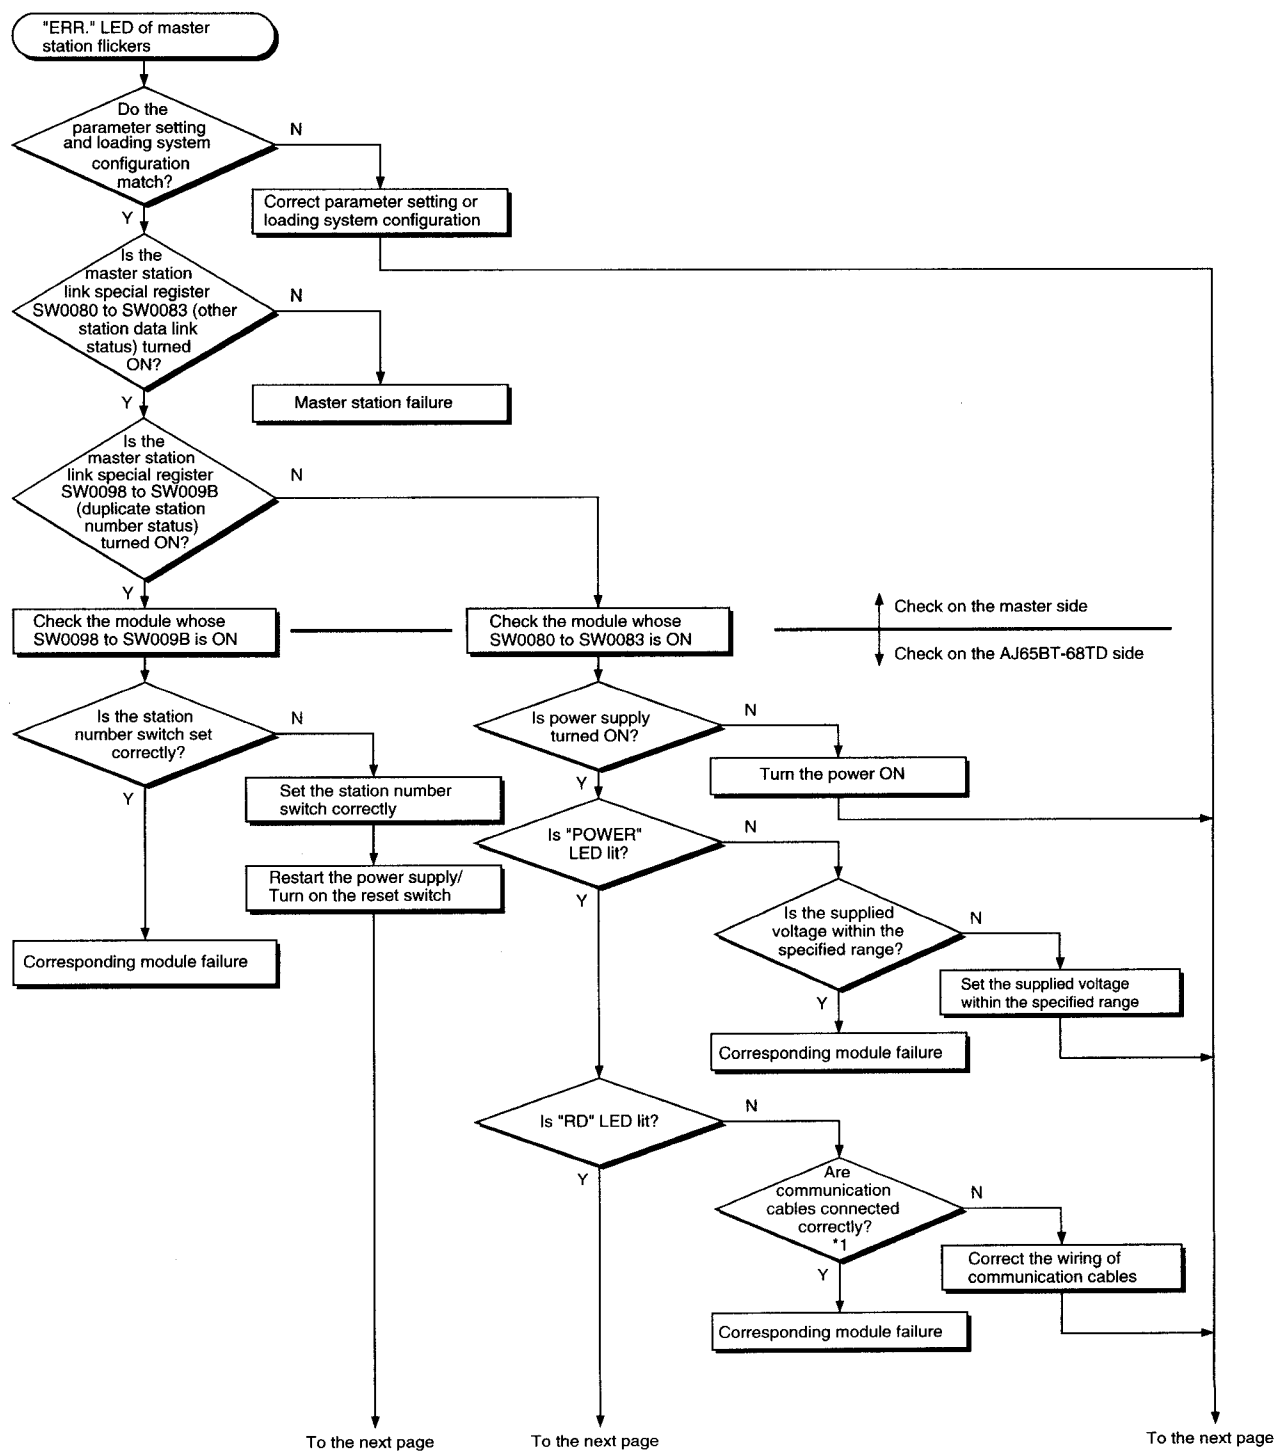 "ERR." LED of master
station flickers
Do the
parameter setting
and loading system
configuration
match?
N
Y
Correct parameter setting or
loading system configuration
Is the
master station
link special register
SW0080 to SW0083 (other
station data link
status) turned
ON?
N
Y
Master station failure
Is the
master station
link special register
SW0098 to SW009B
(duplicate station
number status)
turned ON?
N
Y
Check the module whose
SW0098 to SW009B is ON
Check the module whose
SW0080 to SW0083 is ON
Check on the master side
Check on the AJ65BT-68TD side
Is the station
number switch set
correctly?
N
Y
Set the station number
switch correctly
Restart the power supply/
Turn on the reset switch
Corresponding module failure
Is power supply
turned ON?
N
Y
Turn the power ON
Is "POWER"
LED lit?
N
Y
Is the supplied
voltage within the
specified range?
N
Y
Set the supplied voltage
within the specified range
Corresponding module failure
Is "RD" LED lit?
N
Y
Are
communication
cables connected
correctly?
*1
N
Y
Correct the wiring of
communication cables
Corresponding module failure
To the next page
To the next page
To the next page